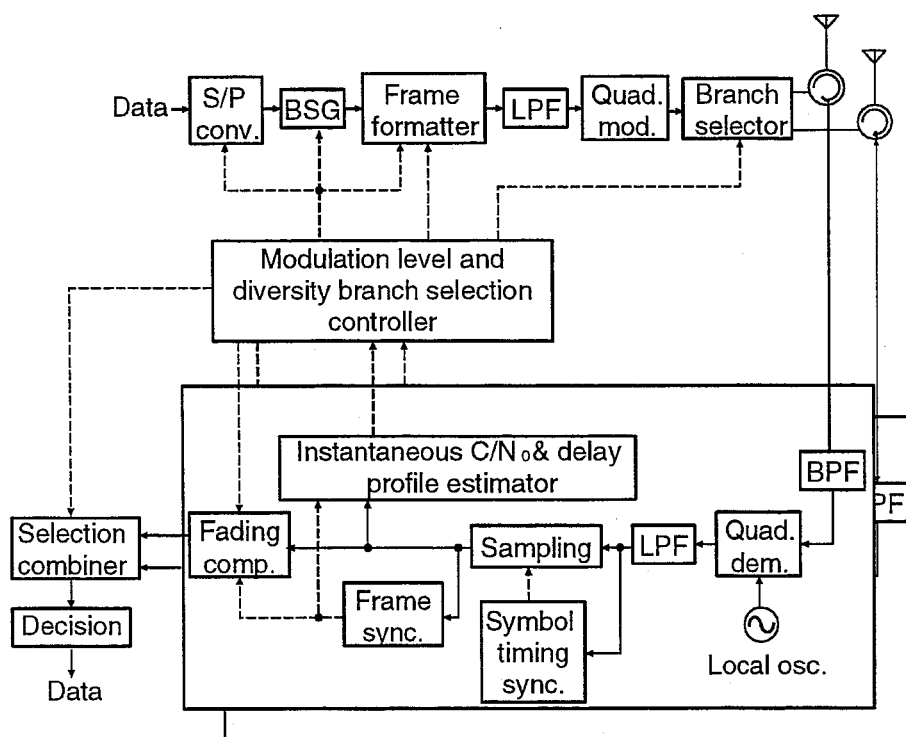 Data
S/P
conv.
BSG
Frame
formatter
LPF
Quad.
mod.
Branch
selector
Modulation level and
diversity branch selection
controller
Instantaneous C/N₀ & delay
profile estimator
BPF
PF
Selection
combiner
Fading
comp.
Sampling
LPF
Quad.
dem.
Frame
sync.
Symbol
timing
sync.
Local osc.
Decision
Data